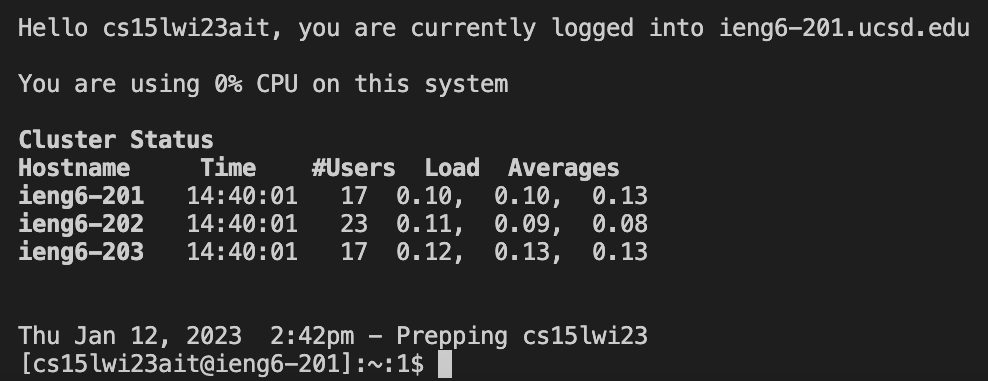 Hello cs15lwi23ait, you are currently logged into ieng6-201.ucsd.edu
You are using 0% CPU on this system
Cluster Status
Hostname     Time    #Users  Load  Averages
ieng6-201   14:40:01   17  0.10,  0.10,  0.13
ieng6-202   14:40:01   23  0.11,  0.09,  0.08
ieng6-203   14:40:01   17  0.12,  0.13,  0.13
Thu Jan 12, 2023  2:42pm - Prepping cs15lwi23
[cs15lwi23ait@ieng6-201]:~:1$